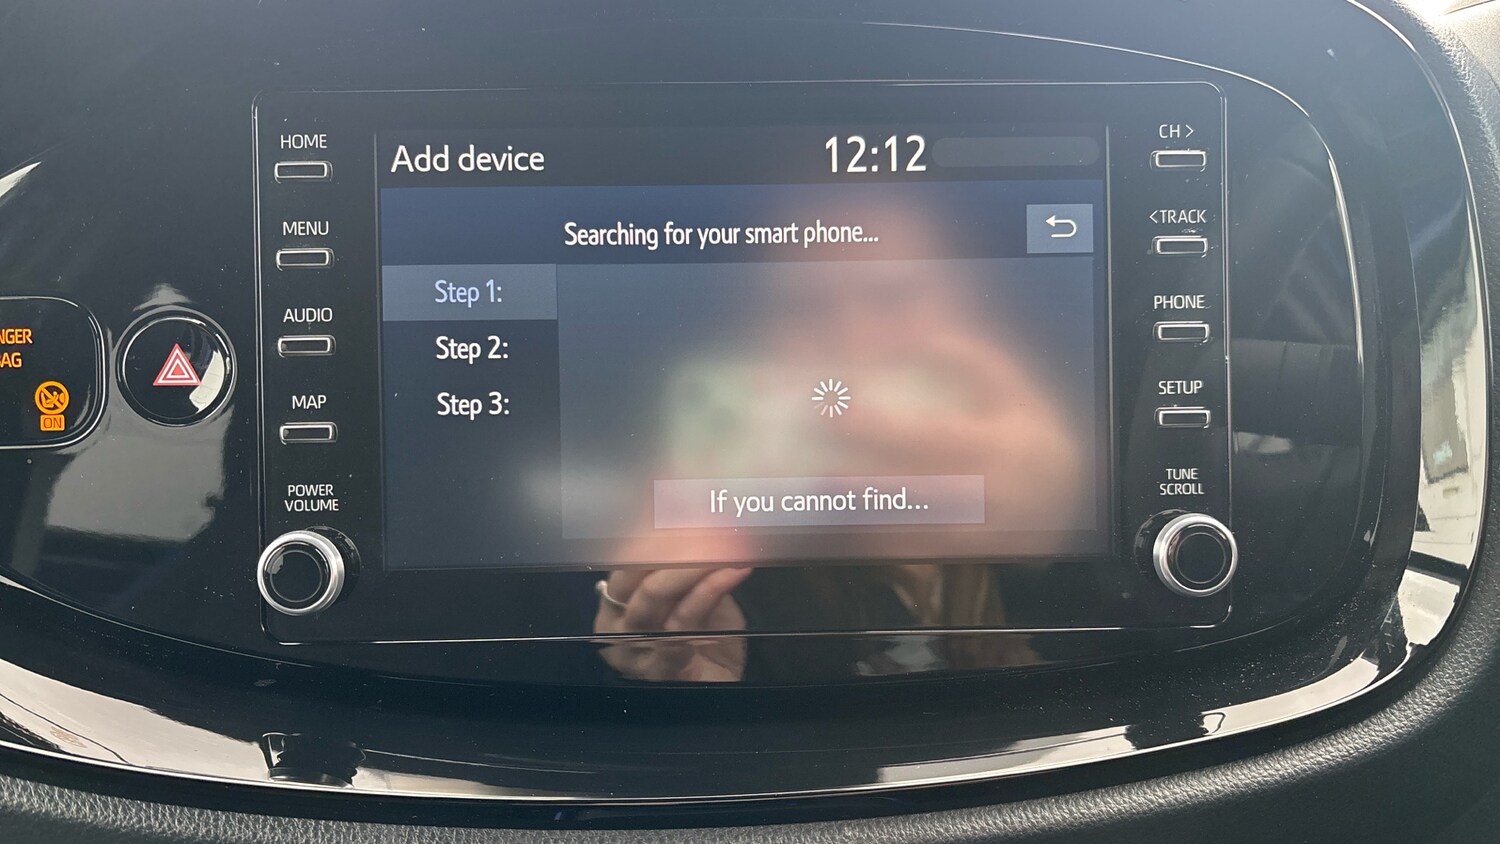 HOME
MENU
AUDIO
MAP
POWER
VOLUME
Add device
12:12
Searching for your smart phone...
Step 1:
Step 2:
Step 3:
If you cannot find...
CH >
<TRACK
PHONE
SETUP
TUNE
SCROLL
ON